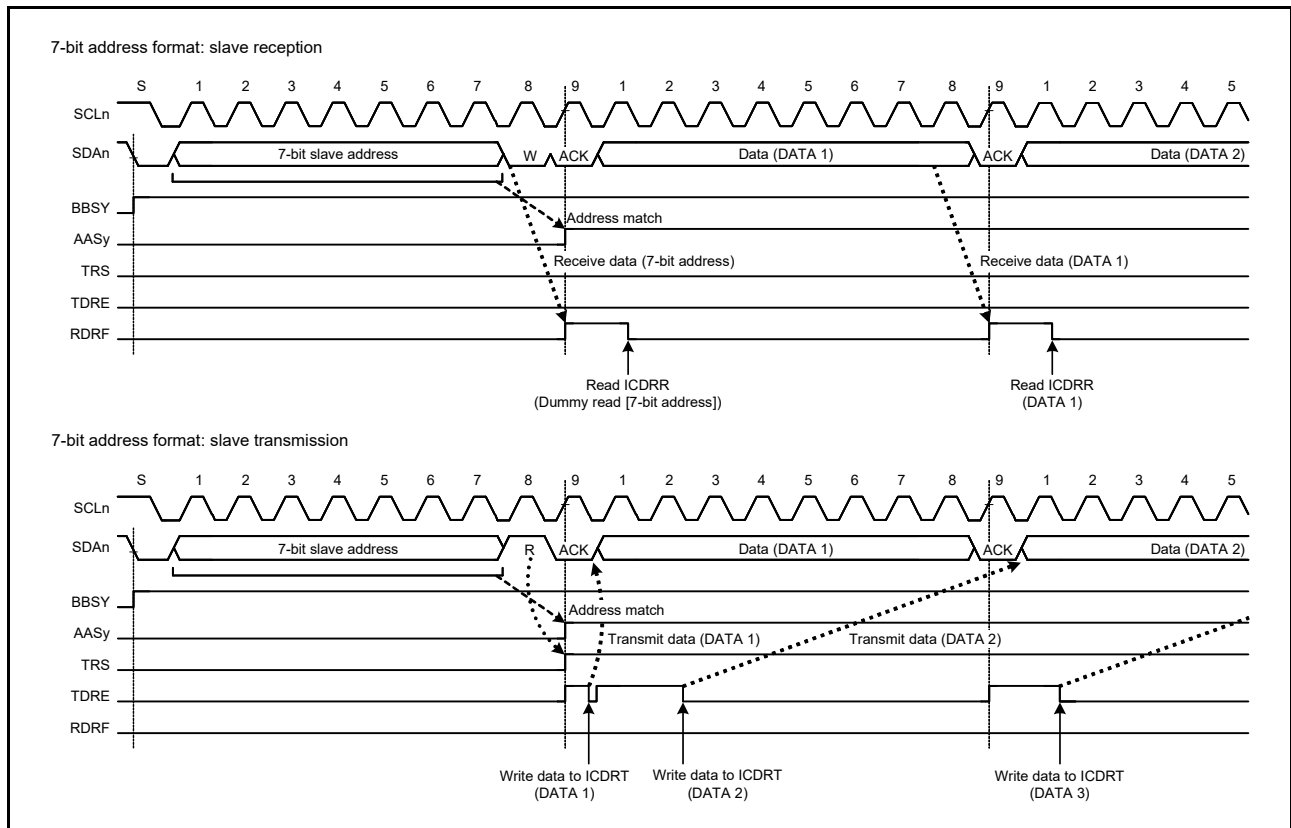 7-bit address format: slave reception
S 1 2 3 4 5 6 7 8 9 1 2 3 4 5 6 7 8 9 1 2 3 4 5
SCLn
SDAn 7-bit slave address W ACK Data (DATA 1) ACK Data (DATA 2)
BBSY
Address match
AASy
Receive data (7-bit address) Receive data (DATA 1)
TRS
TDRE
RDRF
Read ICDRR Read ICDRR
(Dummy read [7-bit address]) (DATA 1)
7-bit address format: slave transmission
S 1 2 3 4 5 6 7 8 9 1 2 3 4 5 6 7 8 9 1 2 3 4 5
SCLn
SDAn 7-bit slave address R ACK Data (DATA 1) ACK Data (DATA 2)
BBSY
Address match
AASy
Transmit data (DATA 1) Transmit data (DATA 2)
TRS
TDRE
RDRF
Write data to ICDRT Write data to ICDRT Write data to ICDRT
(DATA 1) (DATA 2) (DATA 3)